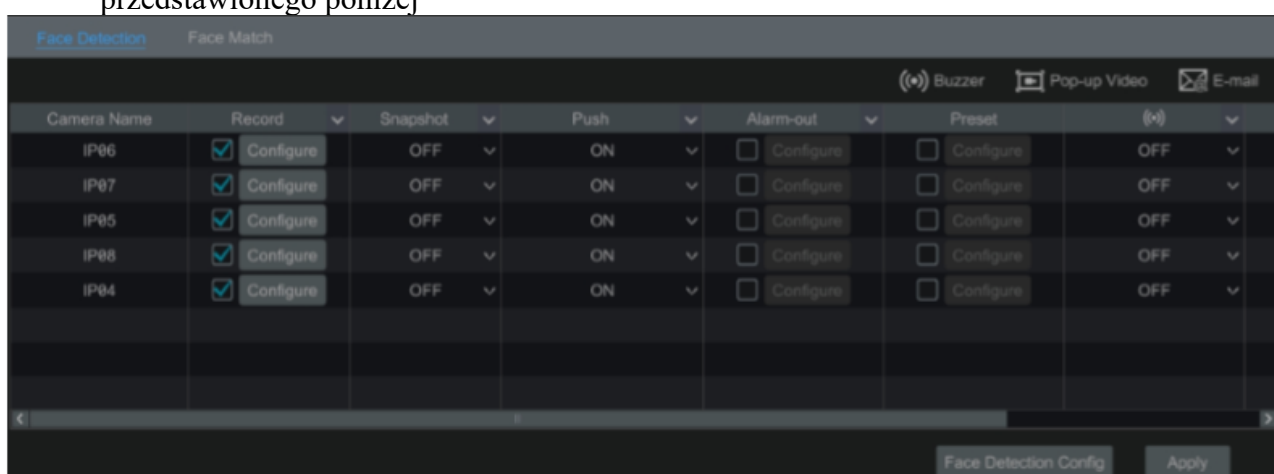 przedstawionego poniżej
Face Detection Face Match
Buzzer Pop-up Video E-mail
Camera Name Record Snapshot Push Alarm-out Preset
IP06 Configure OFF ON Configure Configure OFF
IP07 Configure OFF ON Configure Configure OFF
IP05 Configure OFF ON Configure Configure OFF
IP08 Configure OFF ON Configure Configure OFF
IP04 Configure OFF ON Configure Configure OFF
Face Detection Config Apply